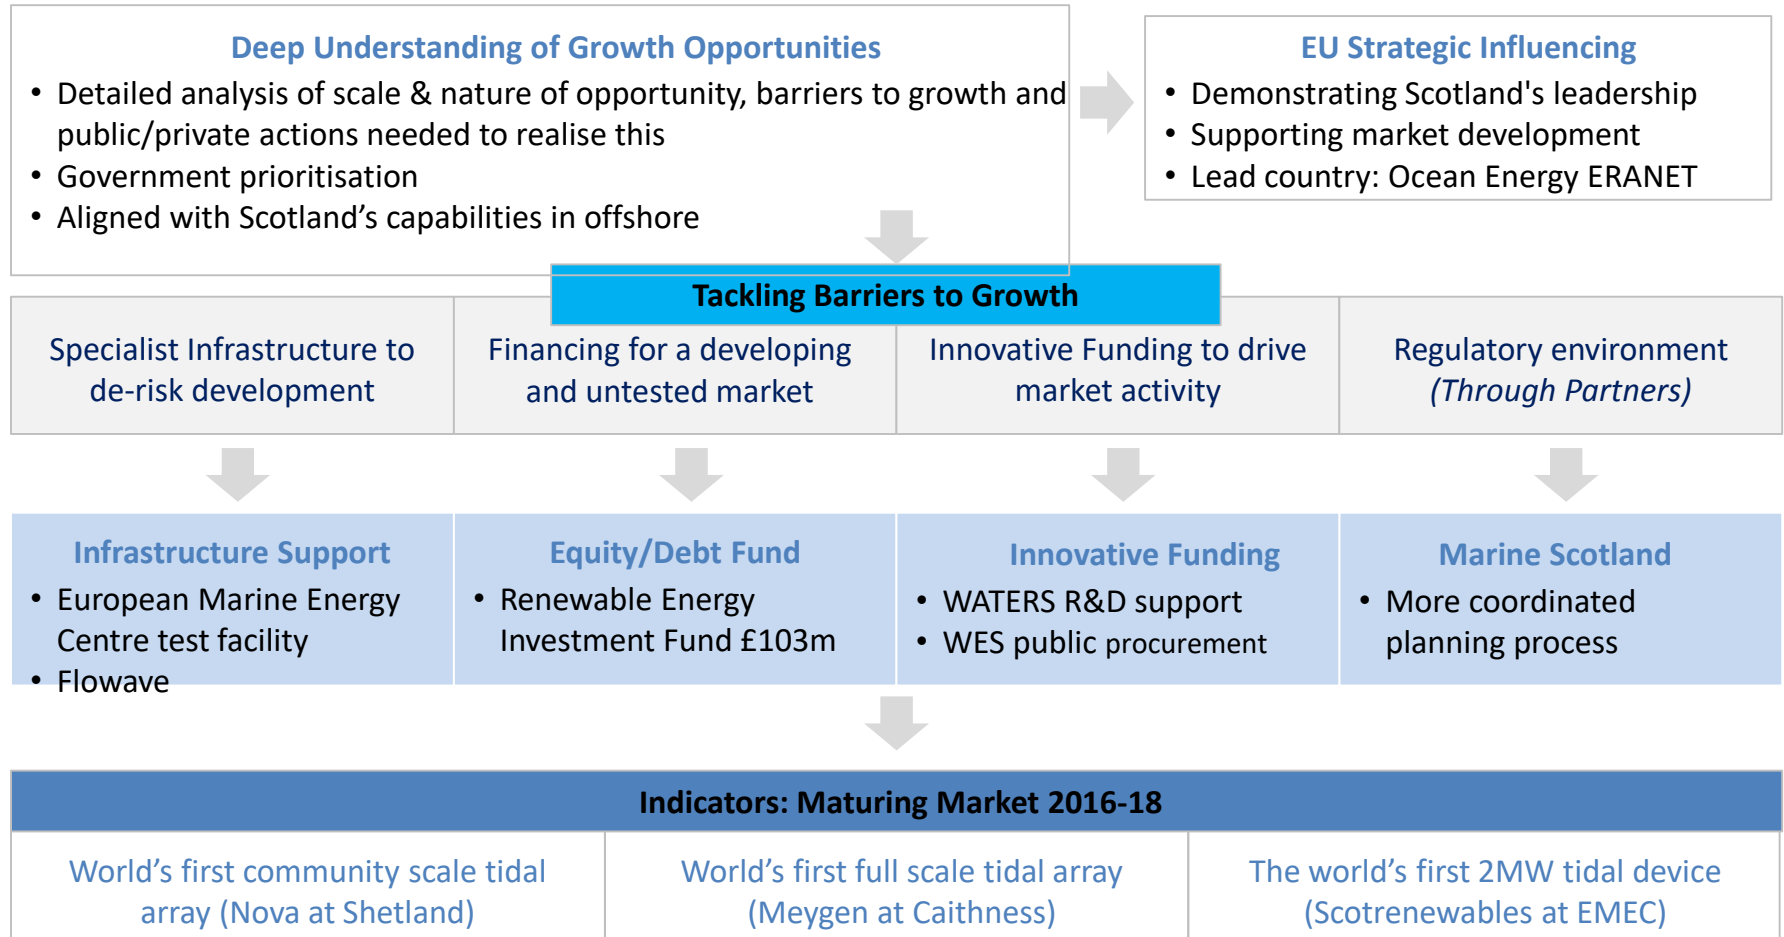 Deep Understanding of Growth Opportunities
• Detailed analysis of scale & nature of opportunity, barriers to growth and
public/private actions needed to realise this
• Government prioritisation
• Aligned with Scotland’s capabilities in offshore
EU Strategic Influencing
• Demonstrating Scotland's leadership
• Supporting market development
• Lead country: Ocean Energy ERANET
Tackling Barriers to Growth
Specialist Infrastructure to
de-risk development
Financing for a developing
and untested market
Innovative Funding to drive
market activity
Regulatory environment
(Through Partners)
Infrastructure Support
• European Marine Energy
Centre test facility
• Flowave
Equity/Debt Fund
• Renewable Energy
Investment Fund £103m
Innovative Funding
• WATERS R&D support
• WES public procurement
Marine Scotland
• More coordinated
planning process
Indicators: Maturing Market 2016-18
World’s first community scale tidal
array (Nova at Shetland)
World’s first full scale tidal array
(Meygen at Caithness)
The world’s first 2MW tidal device
(Scotrenewables at EMEC)